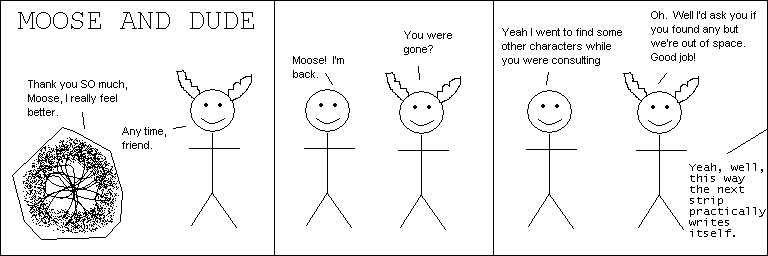 MOOSE AND DUDE
Thank you SO much,
Moose, I really feel
better.
Any time,
friend.
Moose!  I'm
back.
You were
gone?
Yeah I went to find some
other characters while
you were consulting
Oh.  Well I'd ask you if
you found any but
we're out of space.
Good job!
Yeah, well,
this way
the next
strip
practically
writes
itself.